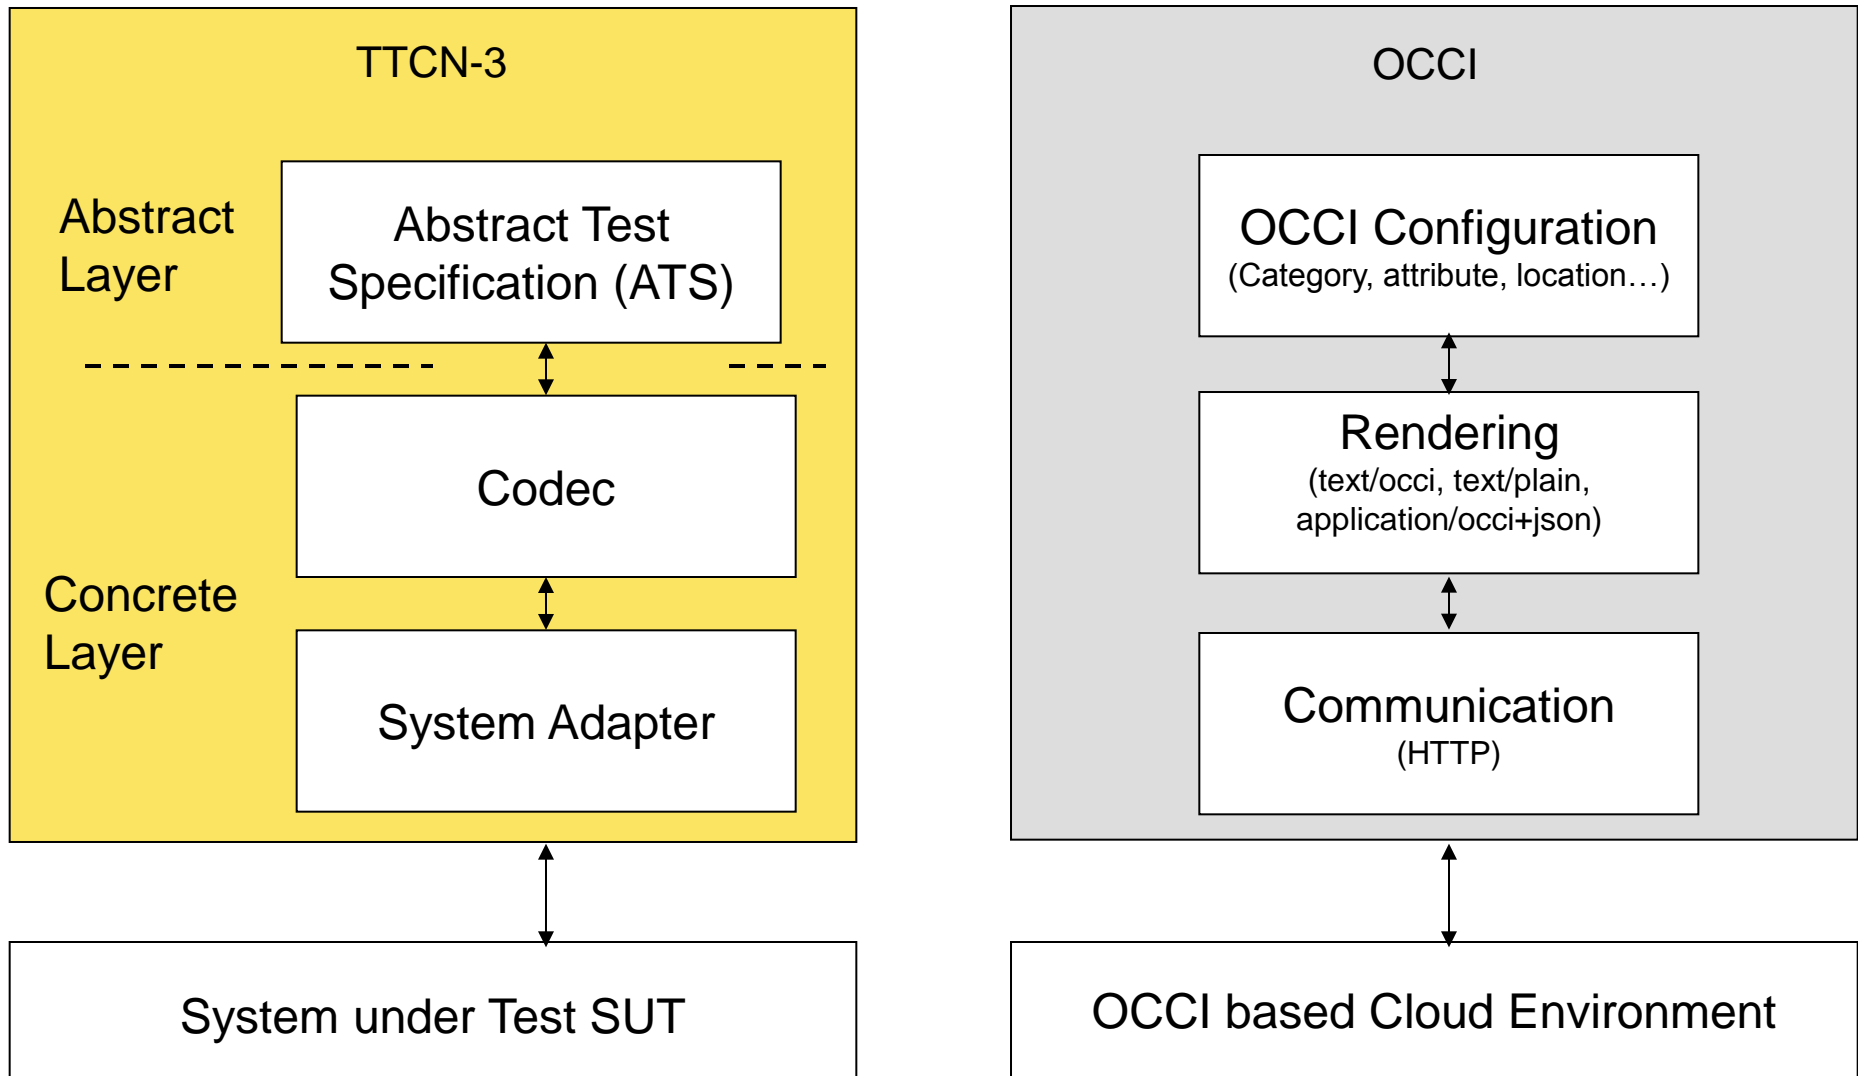 TTCN-3
Abstract
Layer
Abstract Test
Specification (ATS)
Codec
Concrete
Layer
System Adapter
System under Test SUT
OCCI
OCCI Configuration
(Category, attribute, location…)
Rendering
(text/occi, text/plain,
application/occi+json)
Communication
(HTTP)
OCCI based Cloud Environment